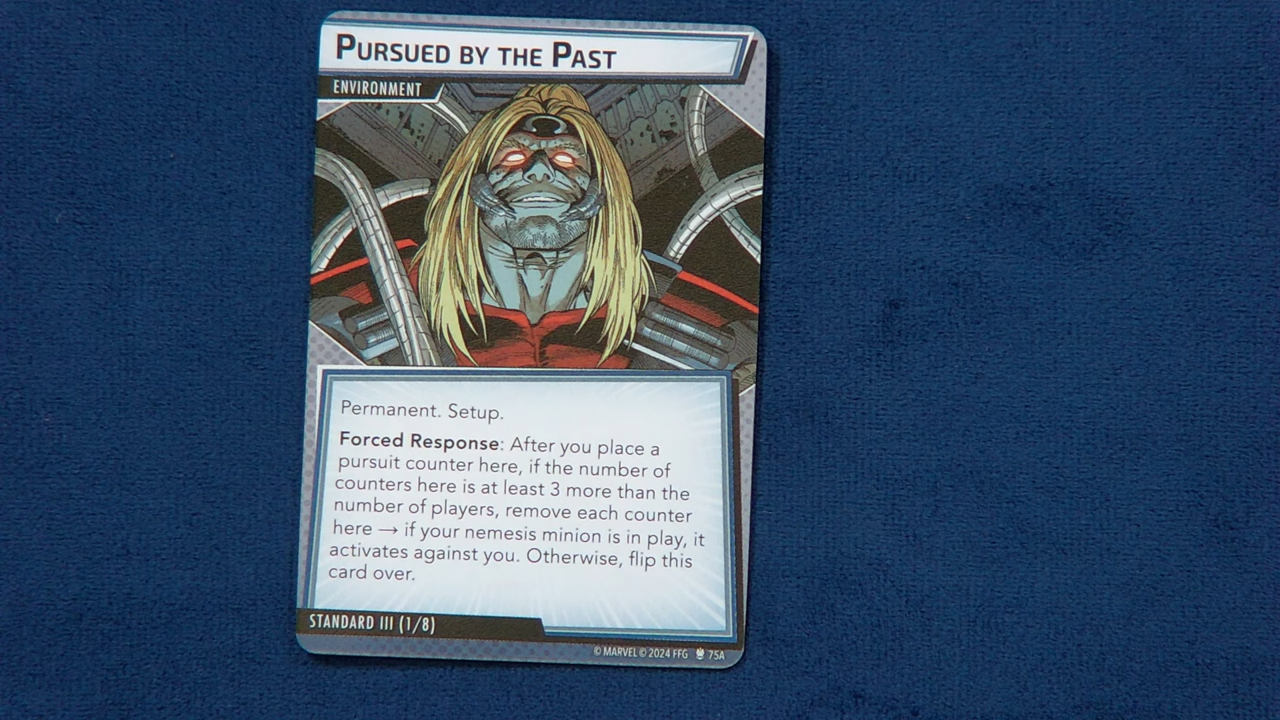 PURSUED BY THE PAST
ENVIRONMENT
Permanent. Setup.
Forced Response: After you place a
pursuit counter here, if the number of
counters here is at least 3 more than the
number of players, remove each counter
here → if your nemesis minion is in play, it
activates against you. Otherwise, flip this
card over.
STANDARD III (1/8)
© MARVEL © 2024 FFG 75A